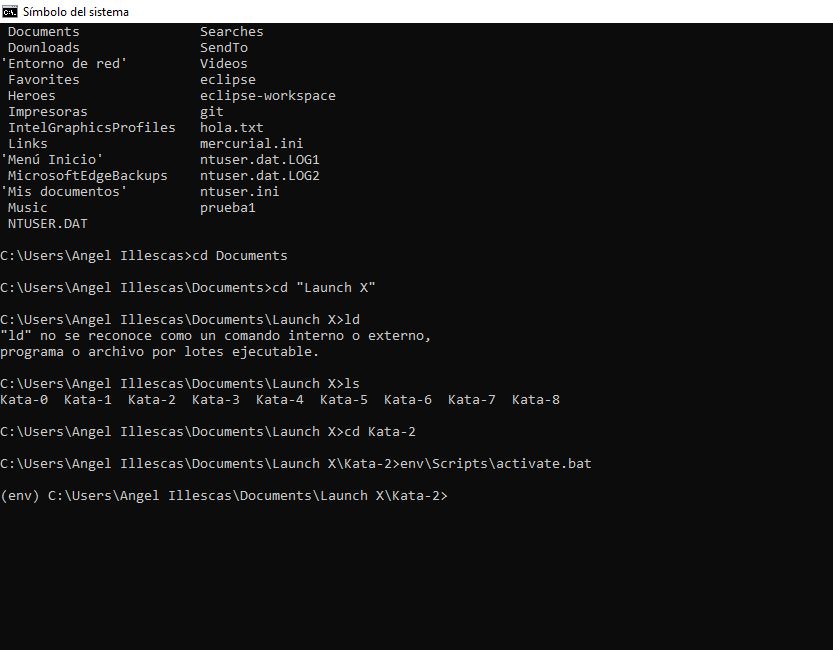 Símbolo del sistema
Documents Searches
Downloads SendTo
'Entorno de red' Videos
Favorites eclipse
Heroes eclipse-workspace
Impresoras git
IntelGraphicsProfiles hola.txt
Links mercurial.ini
'Menú Inicio' ntuser.dat.LOG1
MicrosoftEdgeBackups ntuser.dat.LOG2
'Mis documentos' ntuser.ini
Music prueba1
NTUSER.DAT
C:\Users\Angel Illescas>cd Documents
C:\Users\Angel Illescas\Documents>cd "Launch X"
C:\Users\Angel Illescas\Documents\Launch X>ld
"ld" no se reconoce como un comando interno o externo,
programa o archivo por lotes ejecutable.
C:\Users\Angel Illescas\Documents\Launch X>ls
Kata-0 Kata-1 Kata-2 Kata-3 Kata-4 Kata-5 Kata-6 Kata-7 Kata-8
C:\Users\Angel Illescas\Documents\Launch X>cd Kata-2
C:\Users\Angel Illescas\Documents\Launch X\Kata-2>env\Scripts\activate.bat
(env) C:\Users\Angel Illescas\Documents\Launch X\Kata-2>